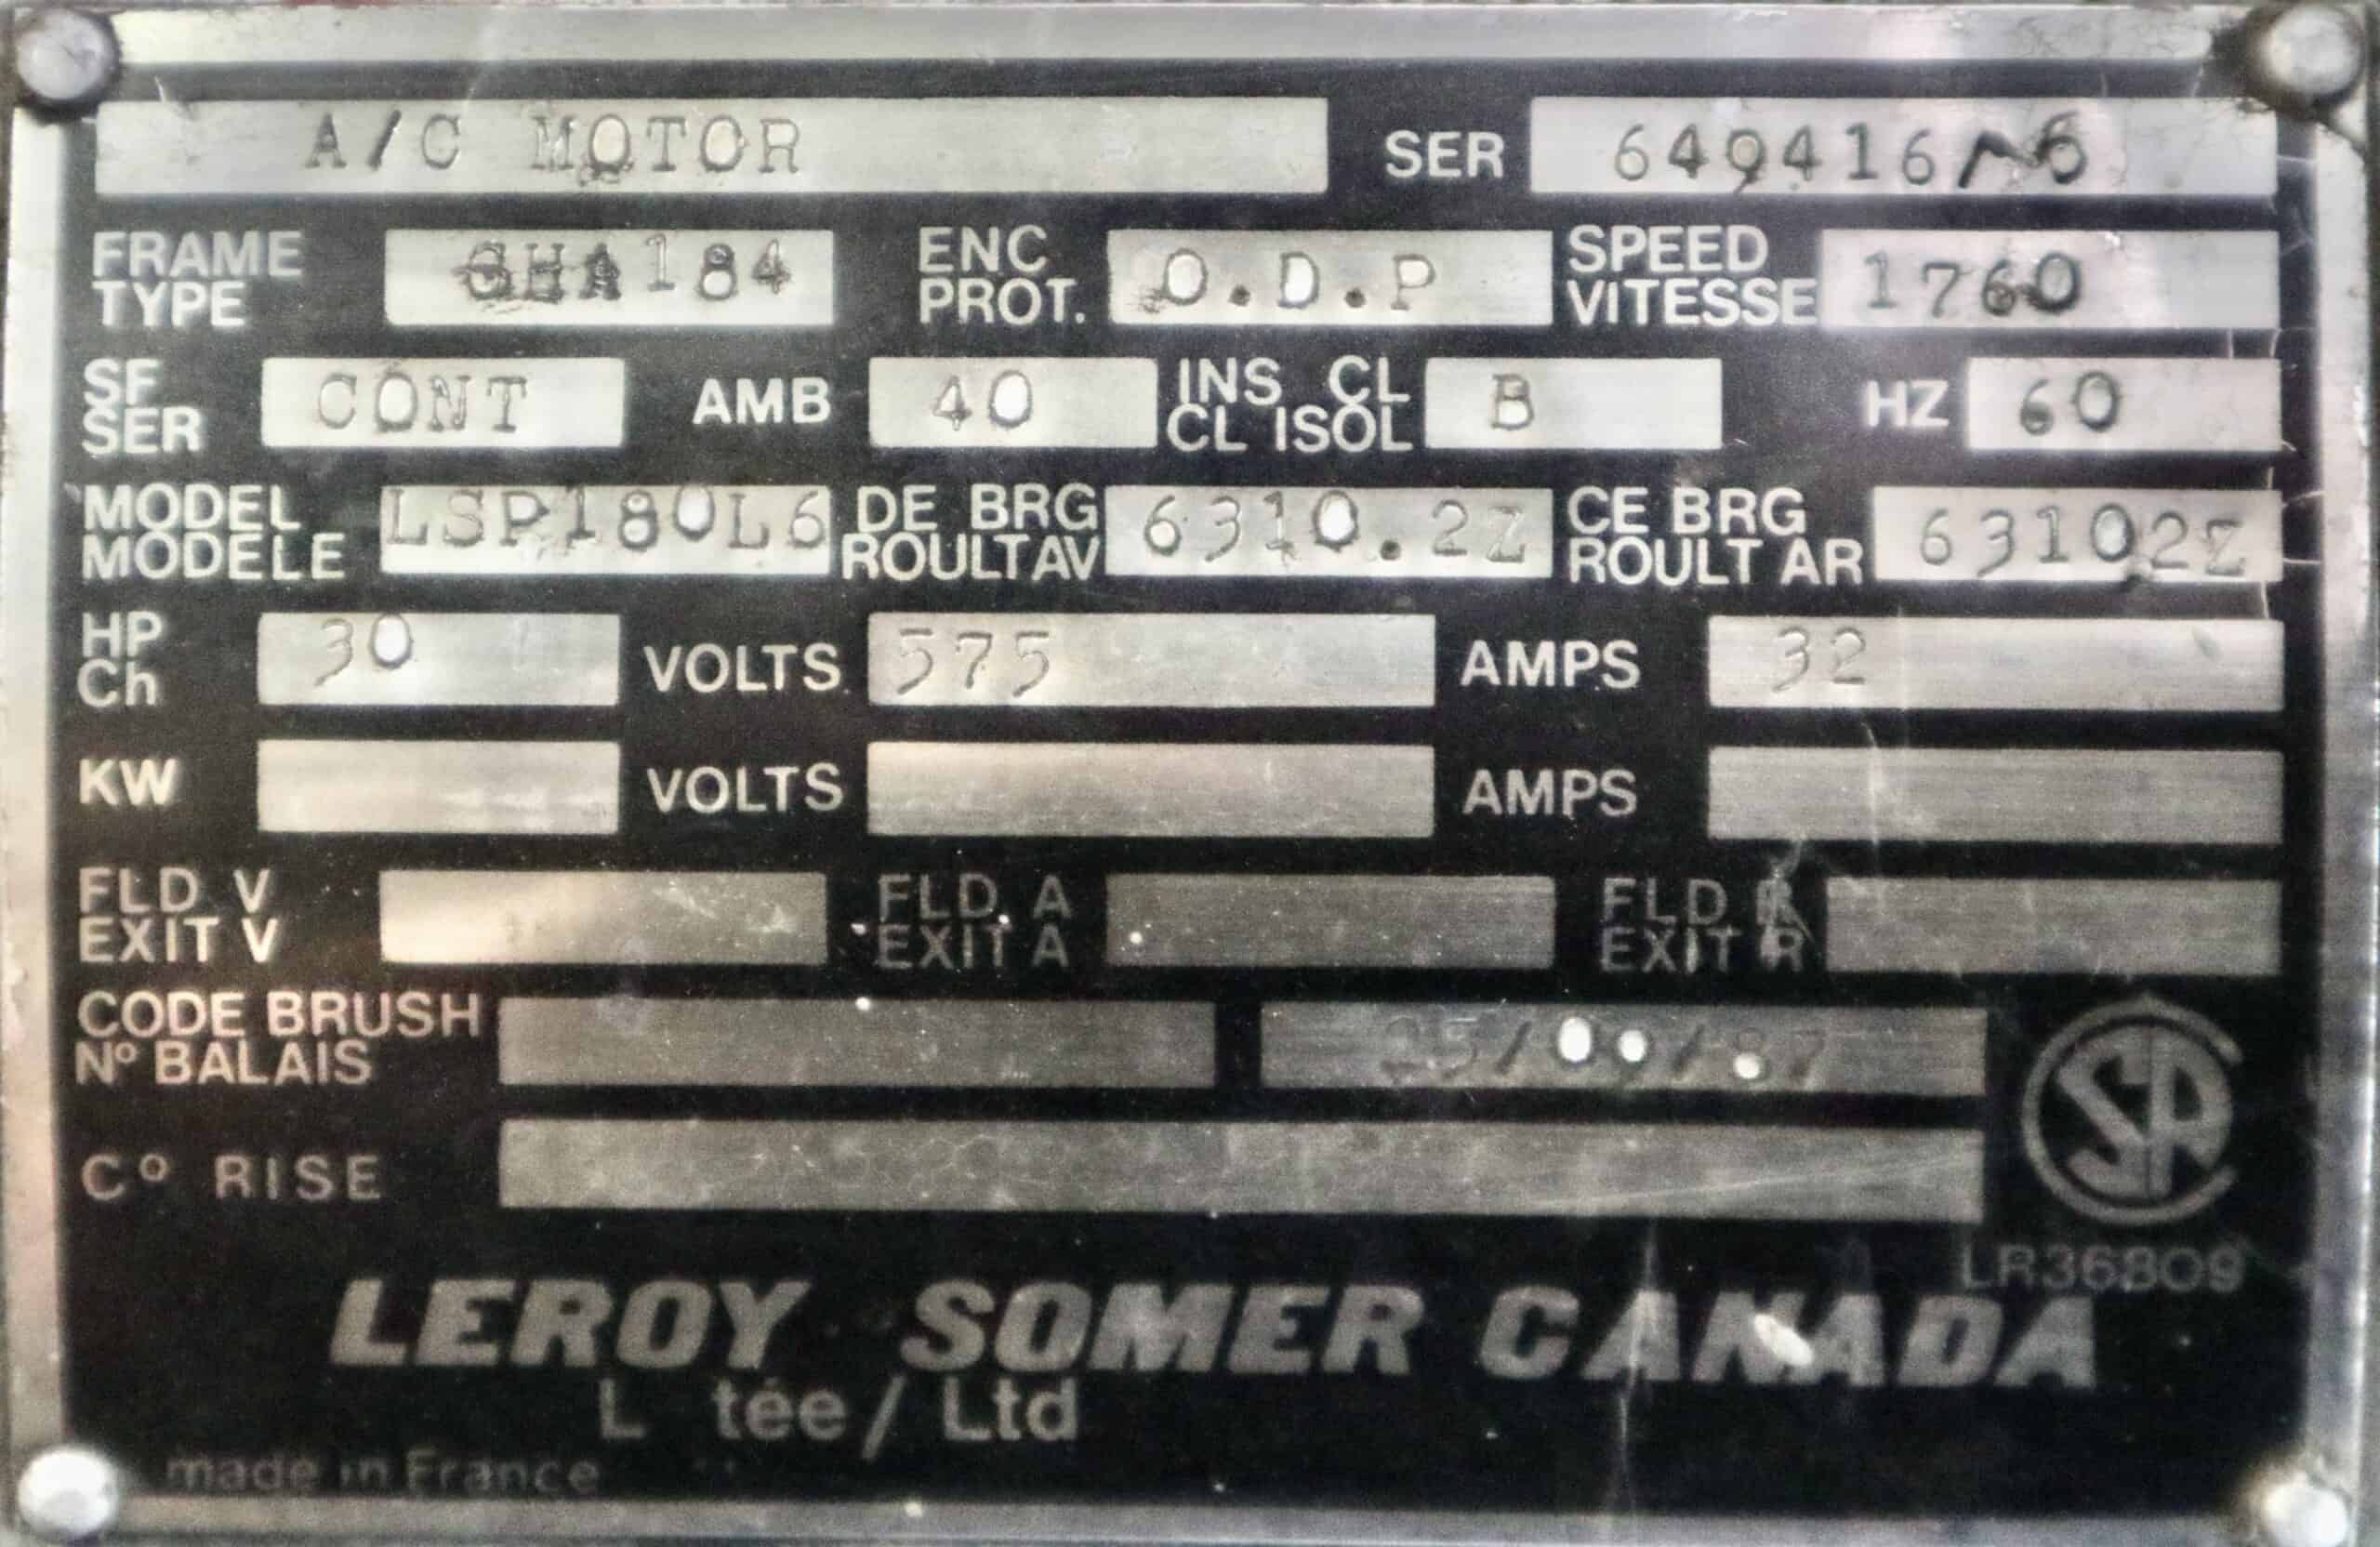 A/C MOTOR SER 649416
FRAME TYPE GHA184 ENC PROT. O.D.P SPEED VITESSE 1760
SF SER CONT AMB 40 INS CL CL ISOL B HZ 60
MODEL MODELE LSP180L6 DE BRG ROULT AV 6310.2Z CE BRG ROULT AR 63102Z
HP Ch 30 VOLTS 575 AMPS 32
KW VOLTS AMPS
FLD V EXIT V FLD A EXIT A FLD R EXIT R
CODE BRUSH Nº BALAIS
Cº RISE
LR36809
LEROY SOMER CANADA
L tée / Ltd
made in France